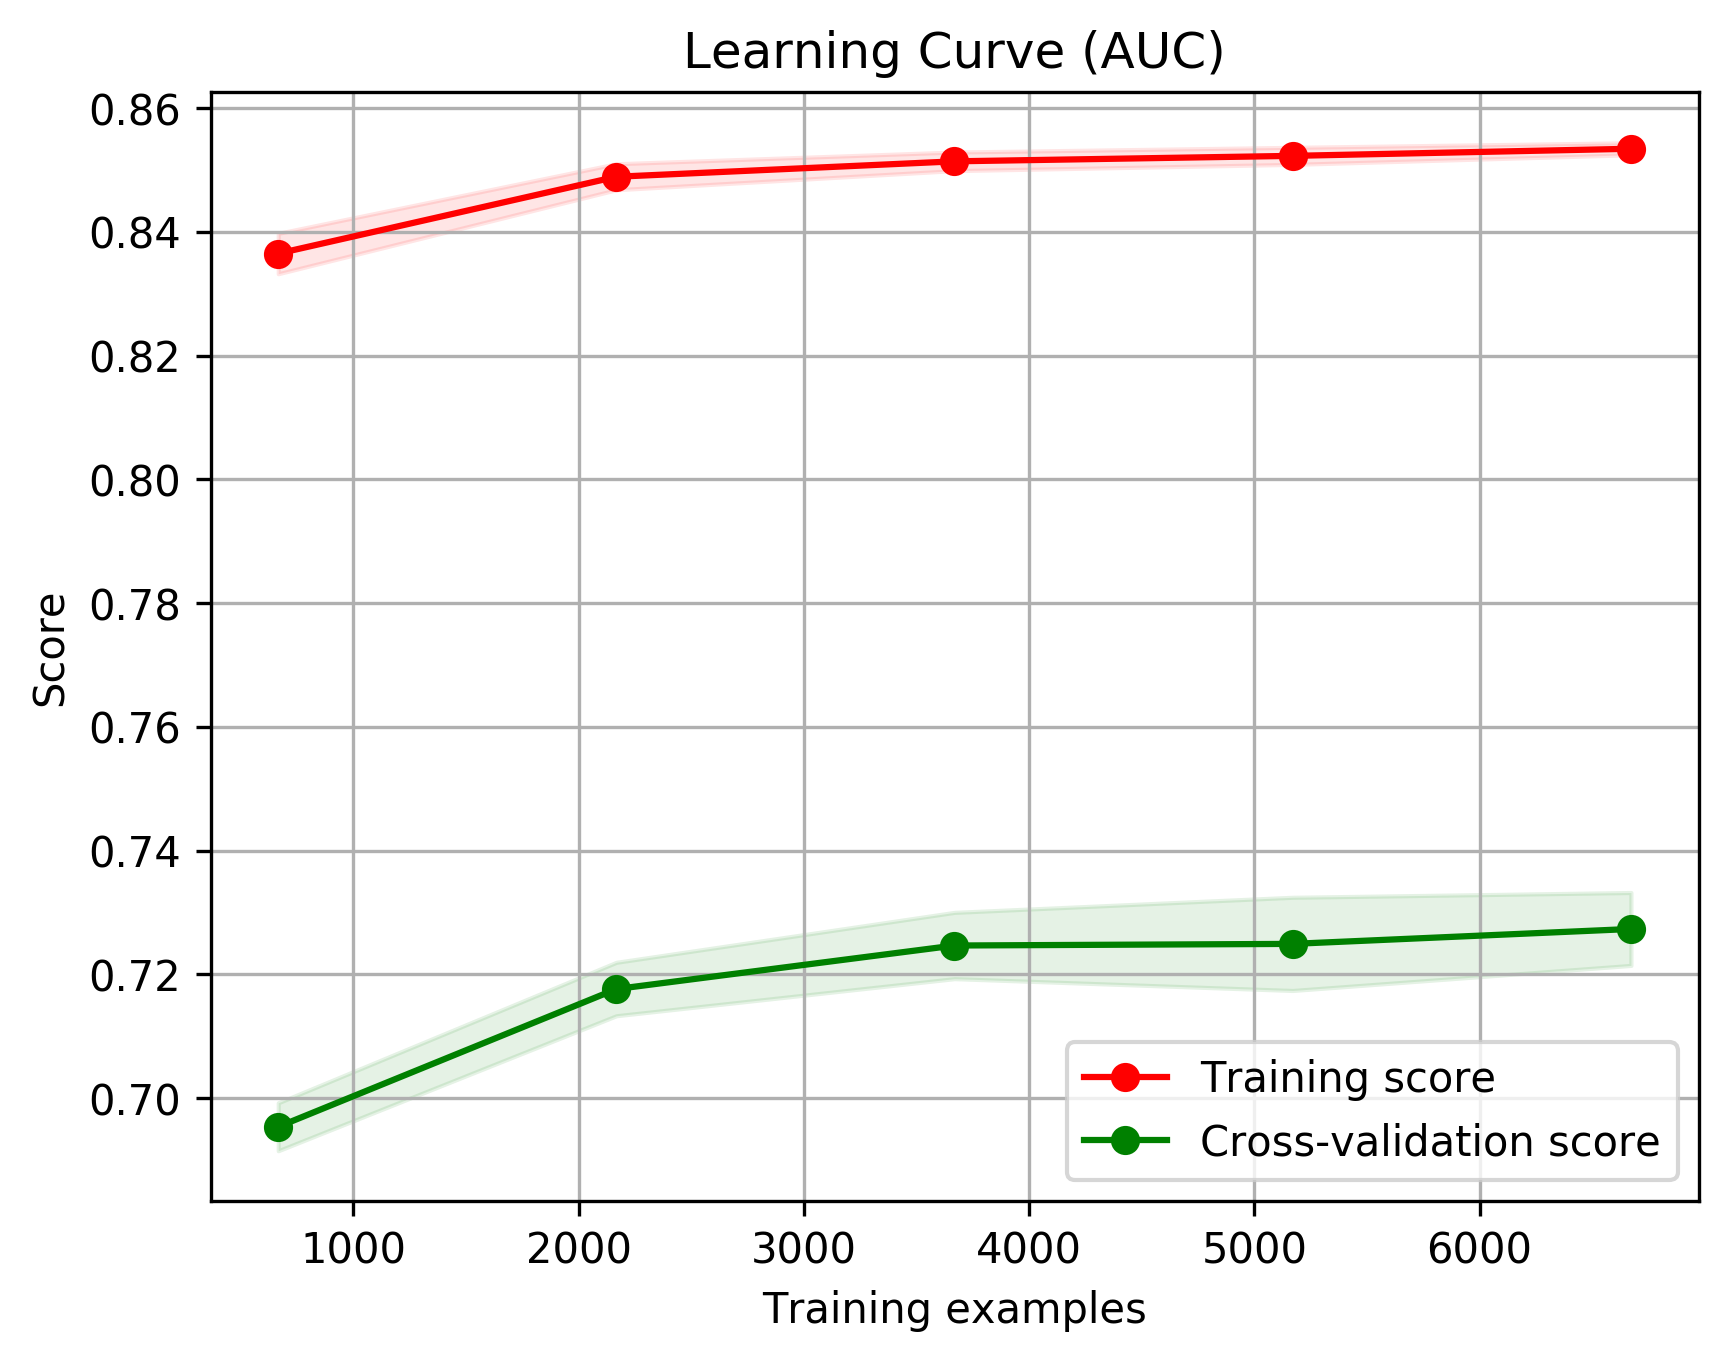 Learning Curve (AUC)
0.86
0.84
0.82
0.80
0.78
0.76
0.74
0.72
0.70
Score
Training score
Cross-validation score
1000 2000 3000 4000 5000 6000
Training examples